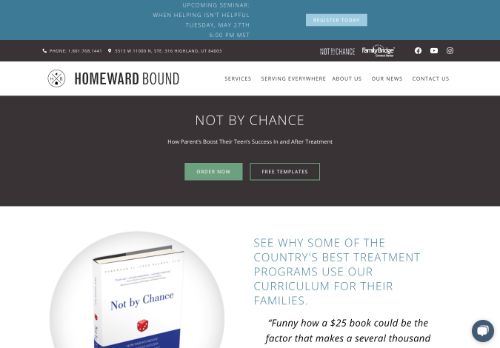 UPCOMING SEMINAR:
WHEN HELPING ISN'T HELPFUL
TUESDAY, MAY 27TH
6:00 PM MST
REGISTER TODAY
PHONE: 1.801.768.1441
5513 W 11000 N, STE. 316 HIGHLAND, UT 84003
NOT BY CHANCE
FamilyBridge
HOMEWARD BOUND
SERVICES
SERVING EVERYWHERE
ABOUT US
OUR NEWS
CONTACT US
NOT BY CHANCE
How Parent's Boost Their Teen's Success In and After Treatment
ORDER NOW
FREE TEMPLATES
SEE WHY SOME OF THE
COUNTRY'S BEST TREATMENT
PROGRAMS USE OUR
CURRICULUM FOR THEIR
FAMILIES.
Not by Chance
“Funny how a $25 book could be the
factor that makes a several thousand